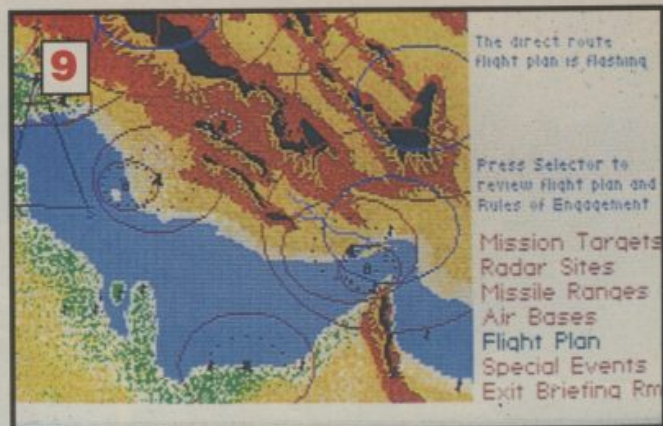 9
The direct route
flight plan is flashing
Press Selector to
review flight plan and
Rules of Engagement
Mission Targets
Radar Sites
Missile Ranges
Air Bases
Flight Plan
Special Events
Exit Briefing Rm